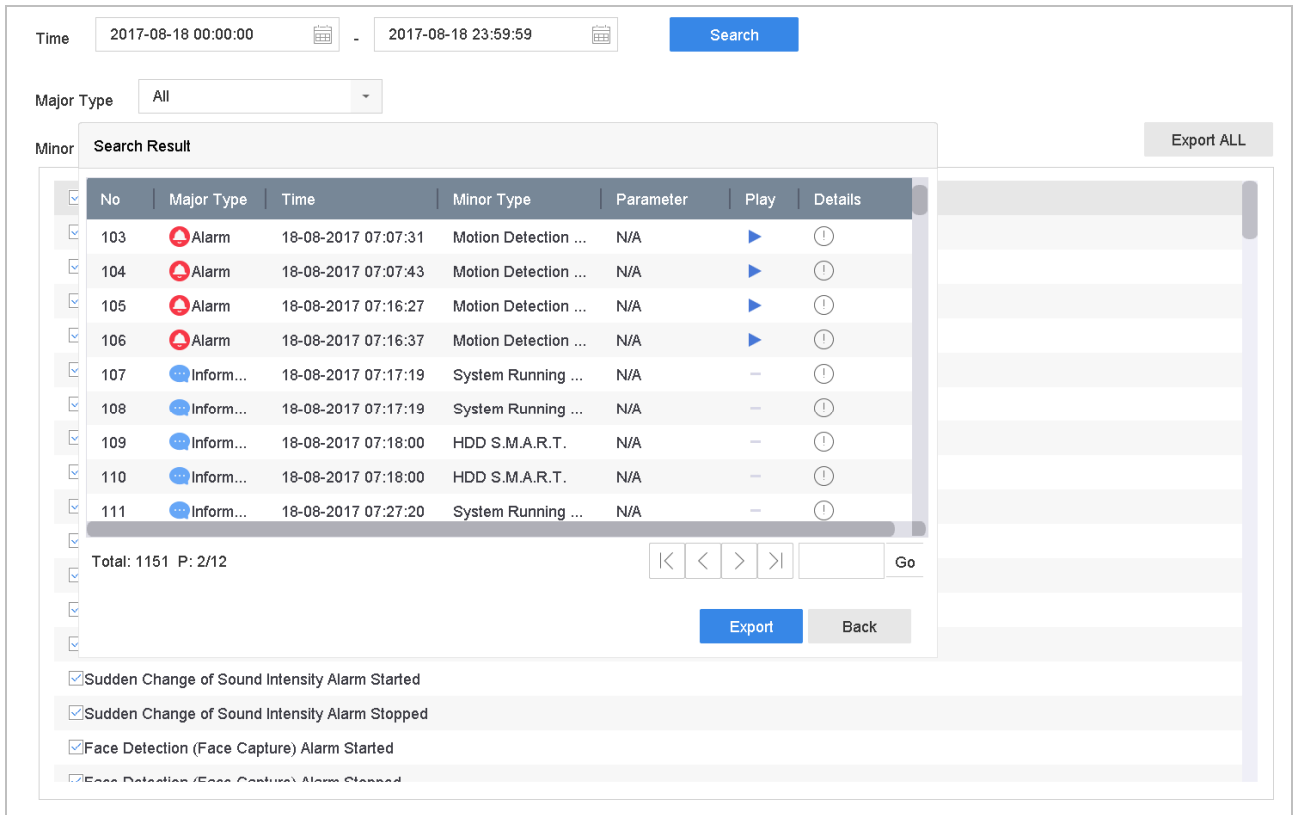 Time 2017-08-18 00:00:00 - 2017-08-18 23:59:59 Search
Major Type All
Minor
Export ALL
Search Result
No Major Type Time Minor Type Parameter Play Details
103 Alarm 18-08-2017 07:07:31 Motion Detection ... N/A
104 Alarm 18-08-2017 07:07:43 Motion Detection ... N/A
105 Alarm 18-08-2017 07:16:27 Motion Detection ... N/A
106 Alarm 18-08-2017 07:16:37 Motion Detection ... N/A
107 Inform... 18-08-2017 07:17:19 System Running ... N/A –
108 Inform... 18-08-2017 07:17:19 System Running ... N/A –
109 Inform... 18-08-2017 07:18:00 HDD S.M.A.R.T. N/A –
110 Inform... 18-08-2017 07:18:00 HDD S.M.A.R.T. N/A –
111 Inform... 18-08-2017 07:27:20 System Running ... N/A –
Total: 1151 P: 2/12 Go
Export Back
Sudden Change of Sound Intensity Alarm Started
Sudden Change of Sound Intensity Alarm Stopped
Face Detection (Face Capture) Alarm Started
Face Detection (Face Capture) Alarm Stopped